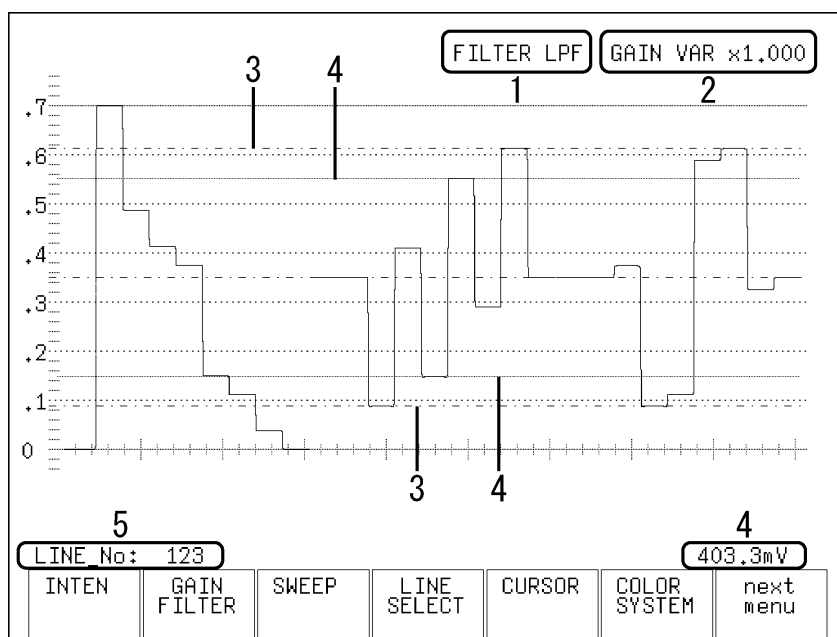 FILTER LPF
GAIN VAR x1.000
3
4
1
2
.7
.6
.5
.4
.3
.2
.1
0
3
4
5
4
LINE_No: 123
403.3mV
INTEN
GAIN
FILTER
SWEEP
LINE
SELECT
CURSOR
COLOR
SYSTEM
next
menu